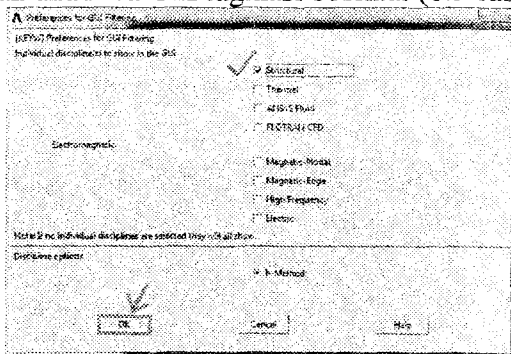 Preferences for GUI Filtering
[KEYW] Preferences for GUI Filtering
Individual discipline(s) to show in the GUI
Structural
Thermal
ANSYS Fluid
FLOTRAN CFD
Electromagnetic:
Magnetic-Nodal
Magnetic-Edge
High Frequency
Electric
Note: If no individual disciplines are selected they will all show.
Discipline options
h-Method
OK Cancel Help